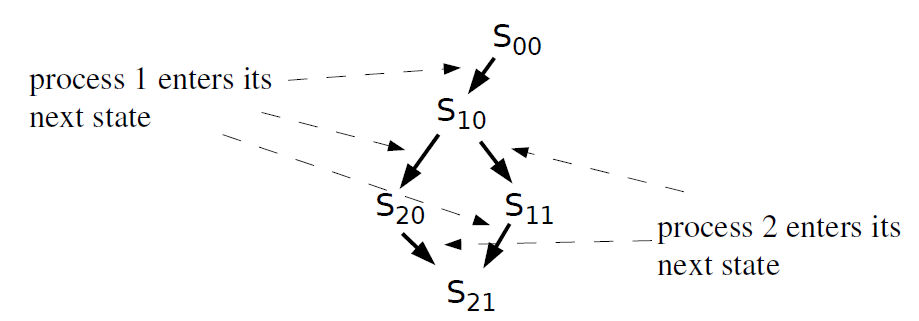 S00
process 1 enters its
next state
S10
S20
S11
process 2 enters its
next state
S21